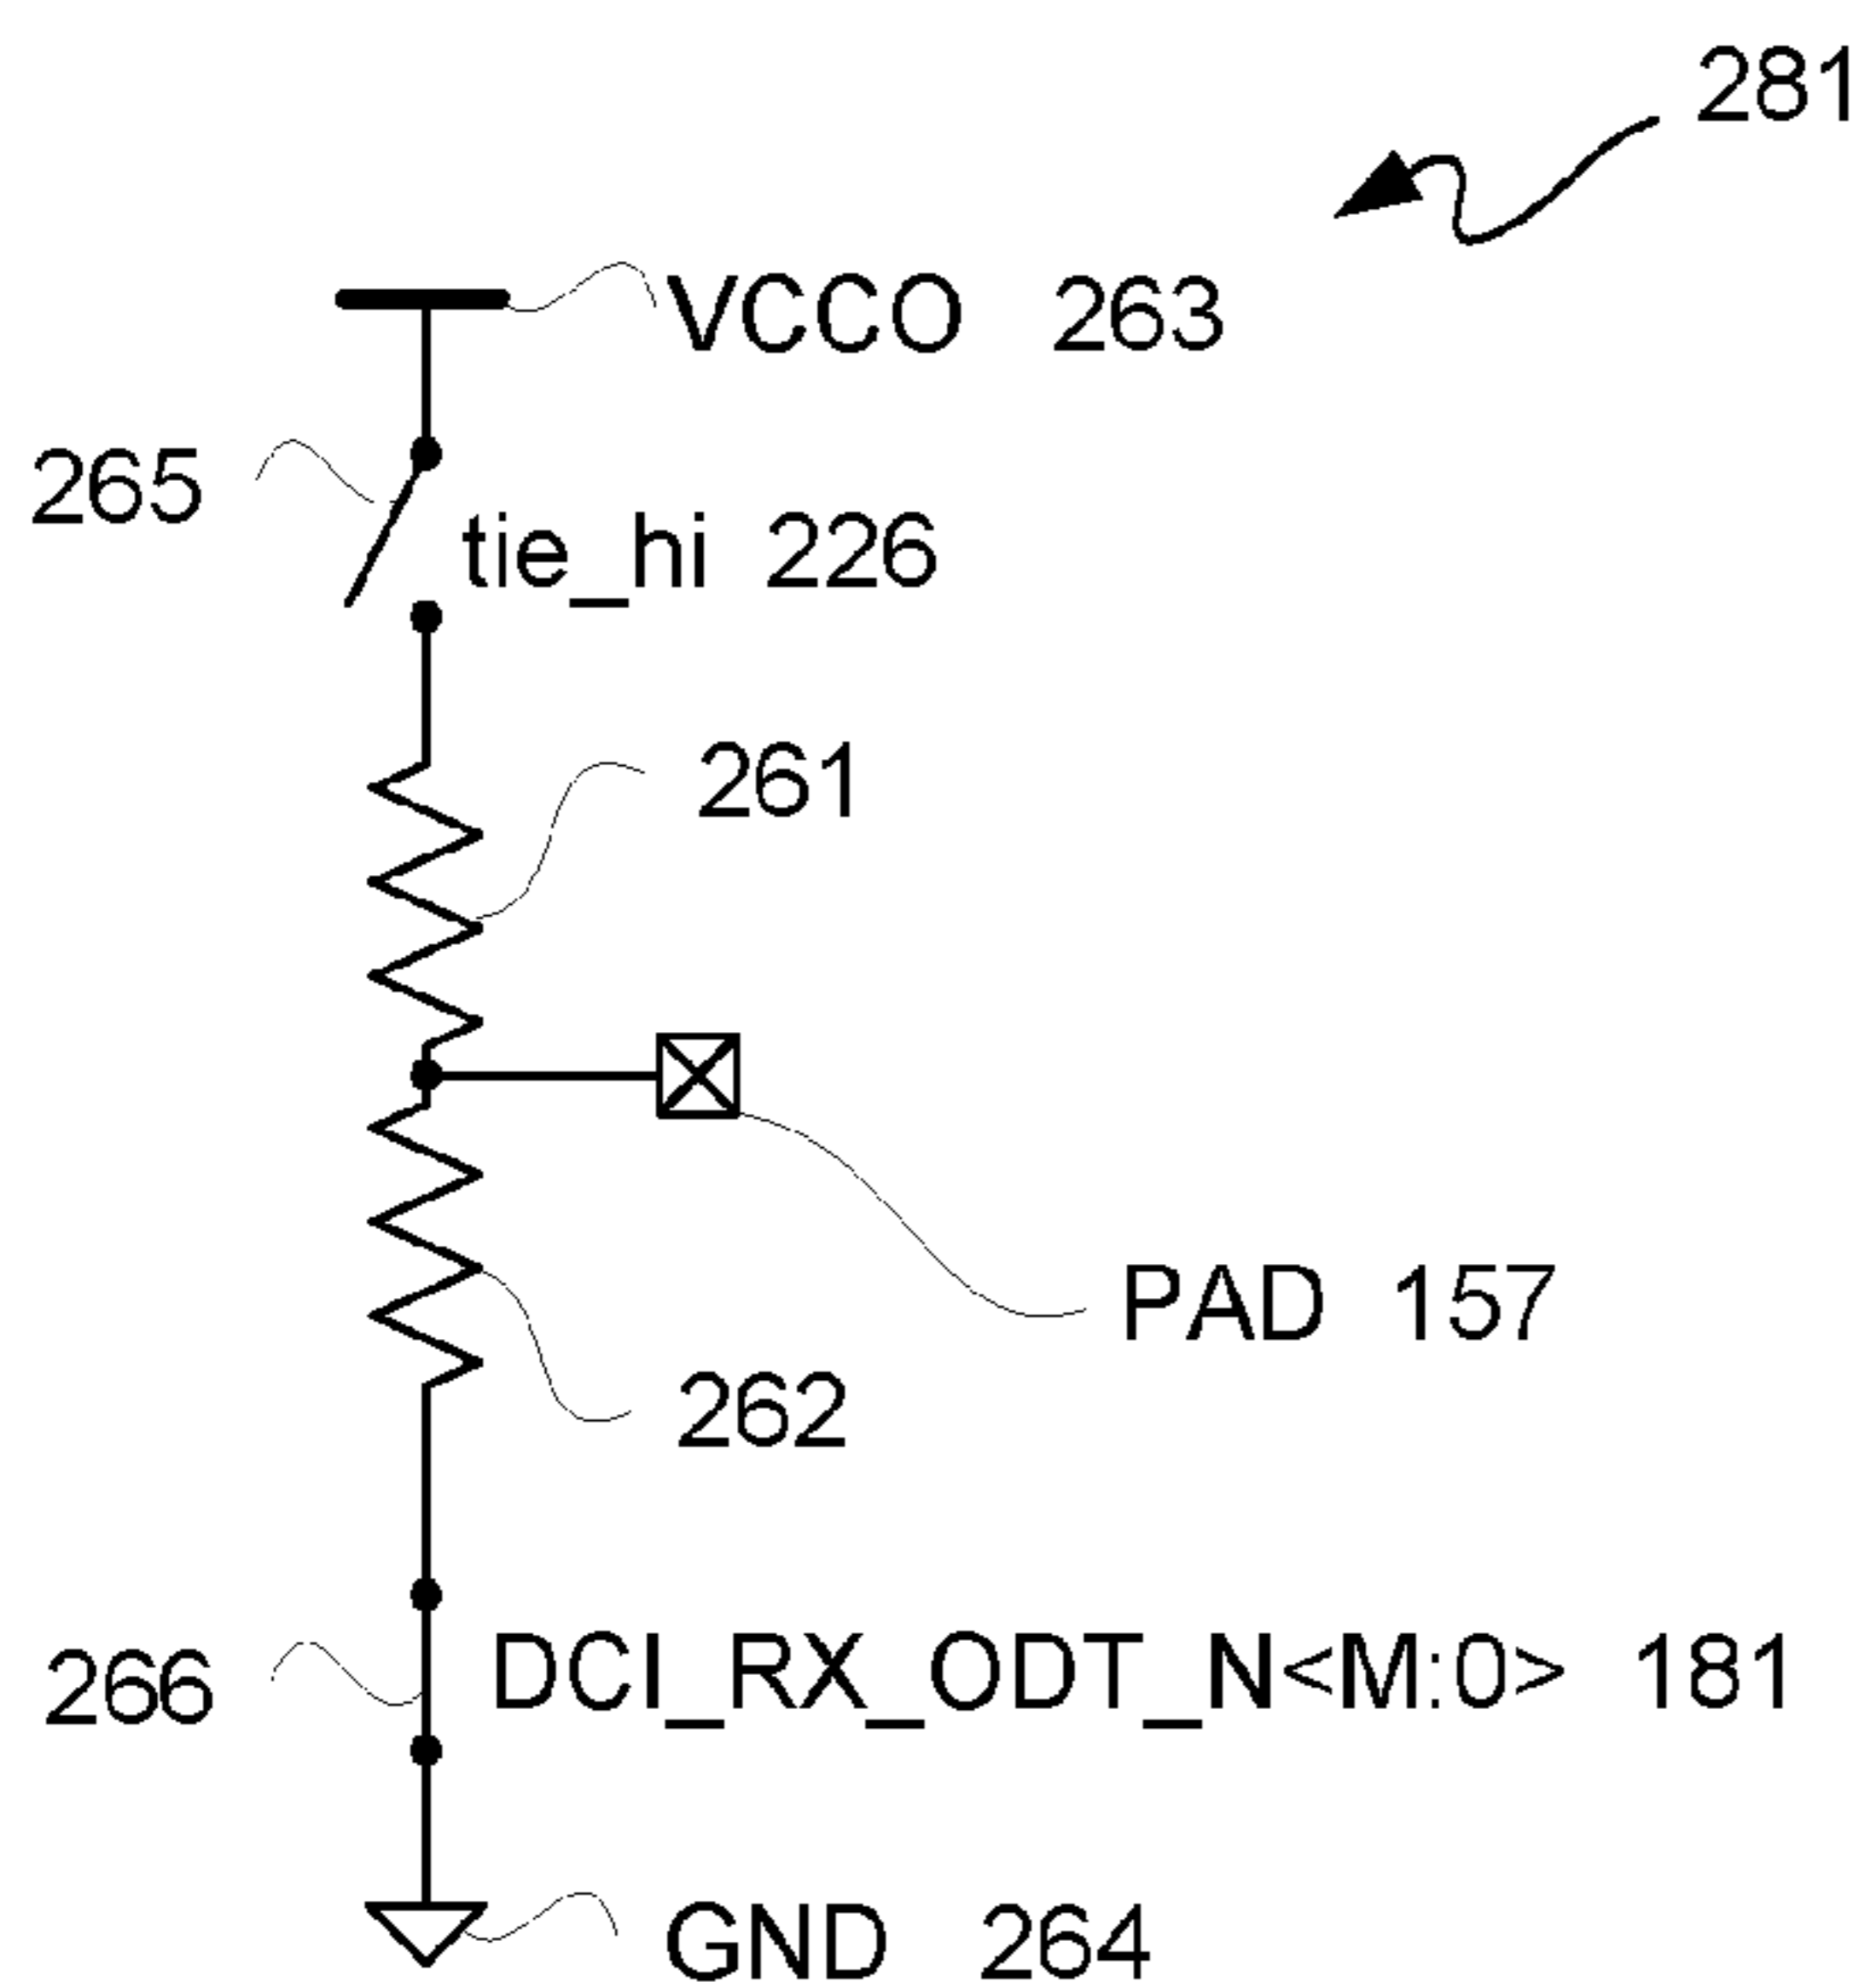 281
VCCO 263
265
tie_hi 226
261
PAD 157
262
266 DCI_RX_ODT_N<M:0> 181
GND 264